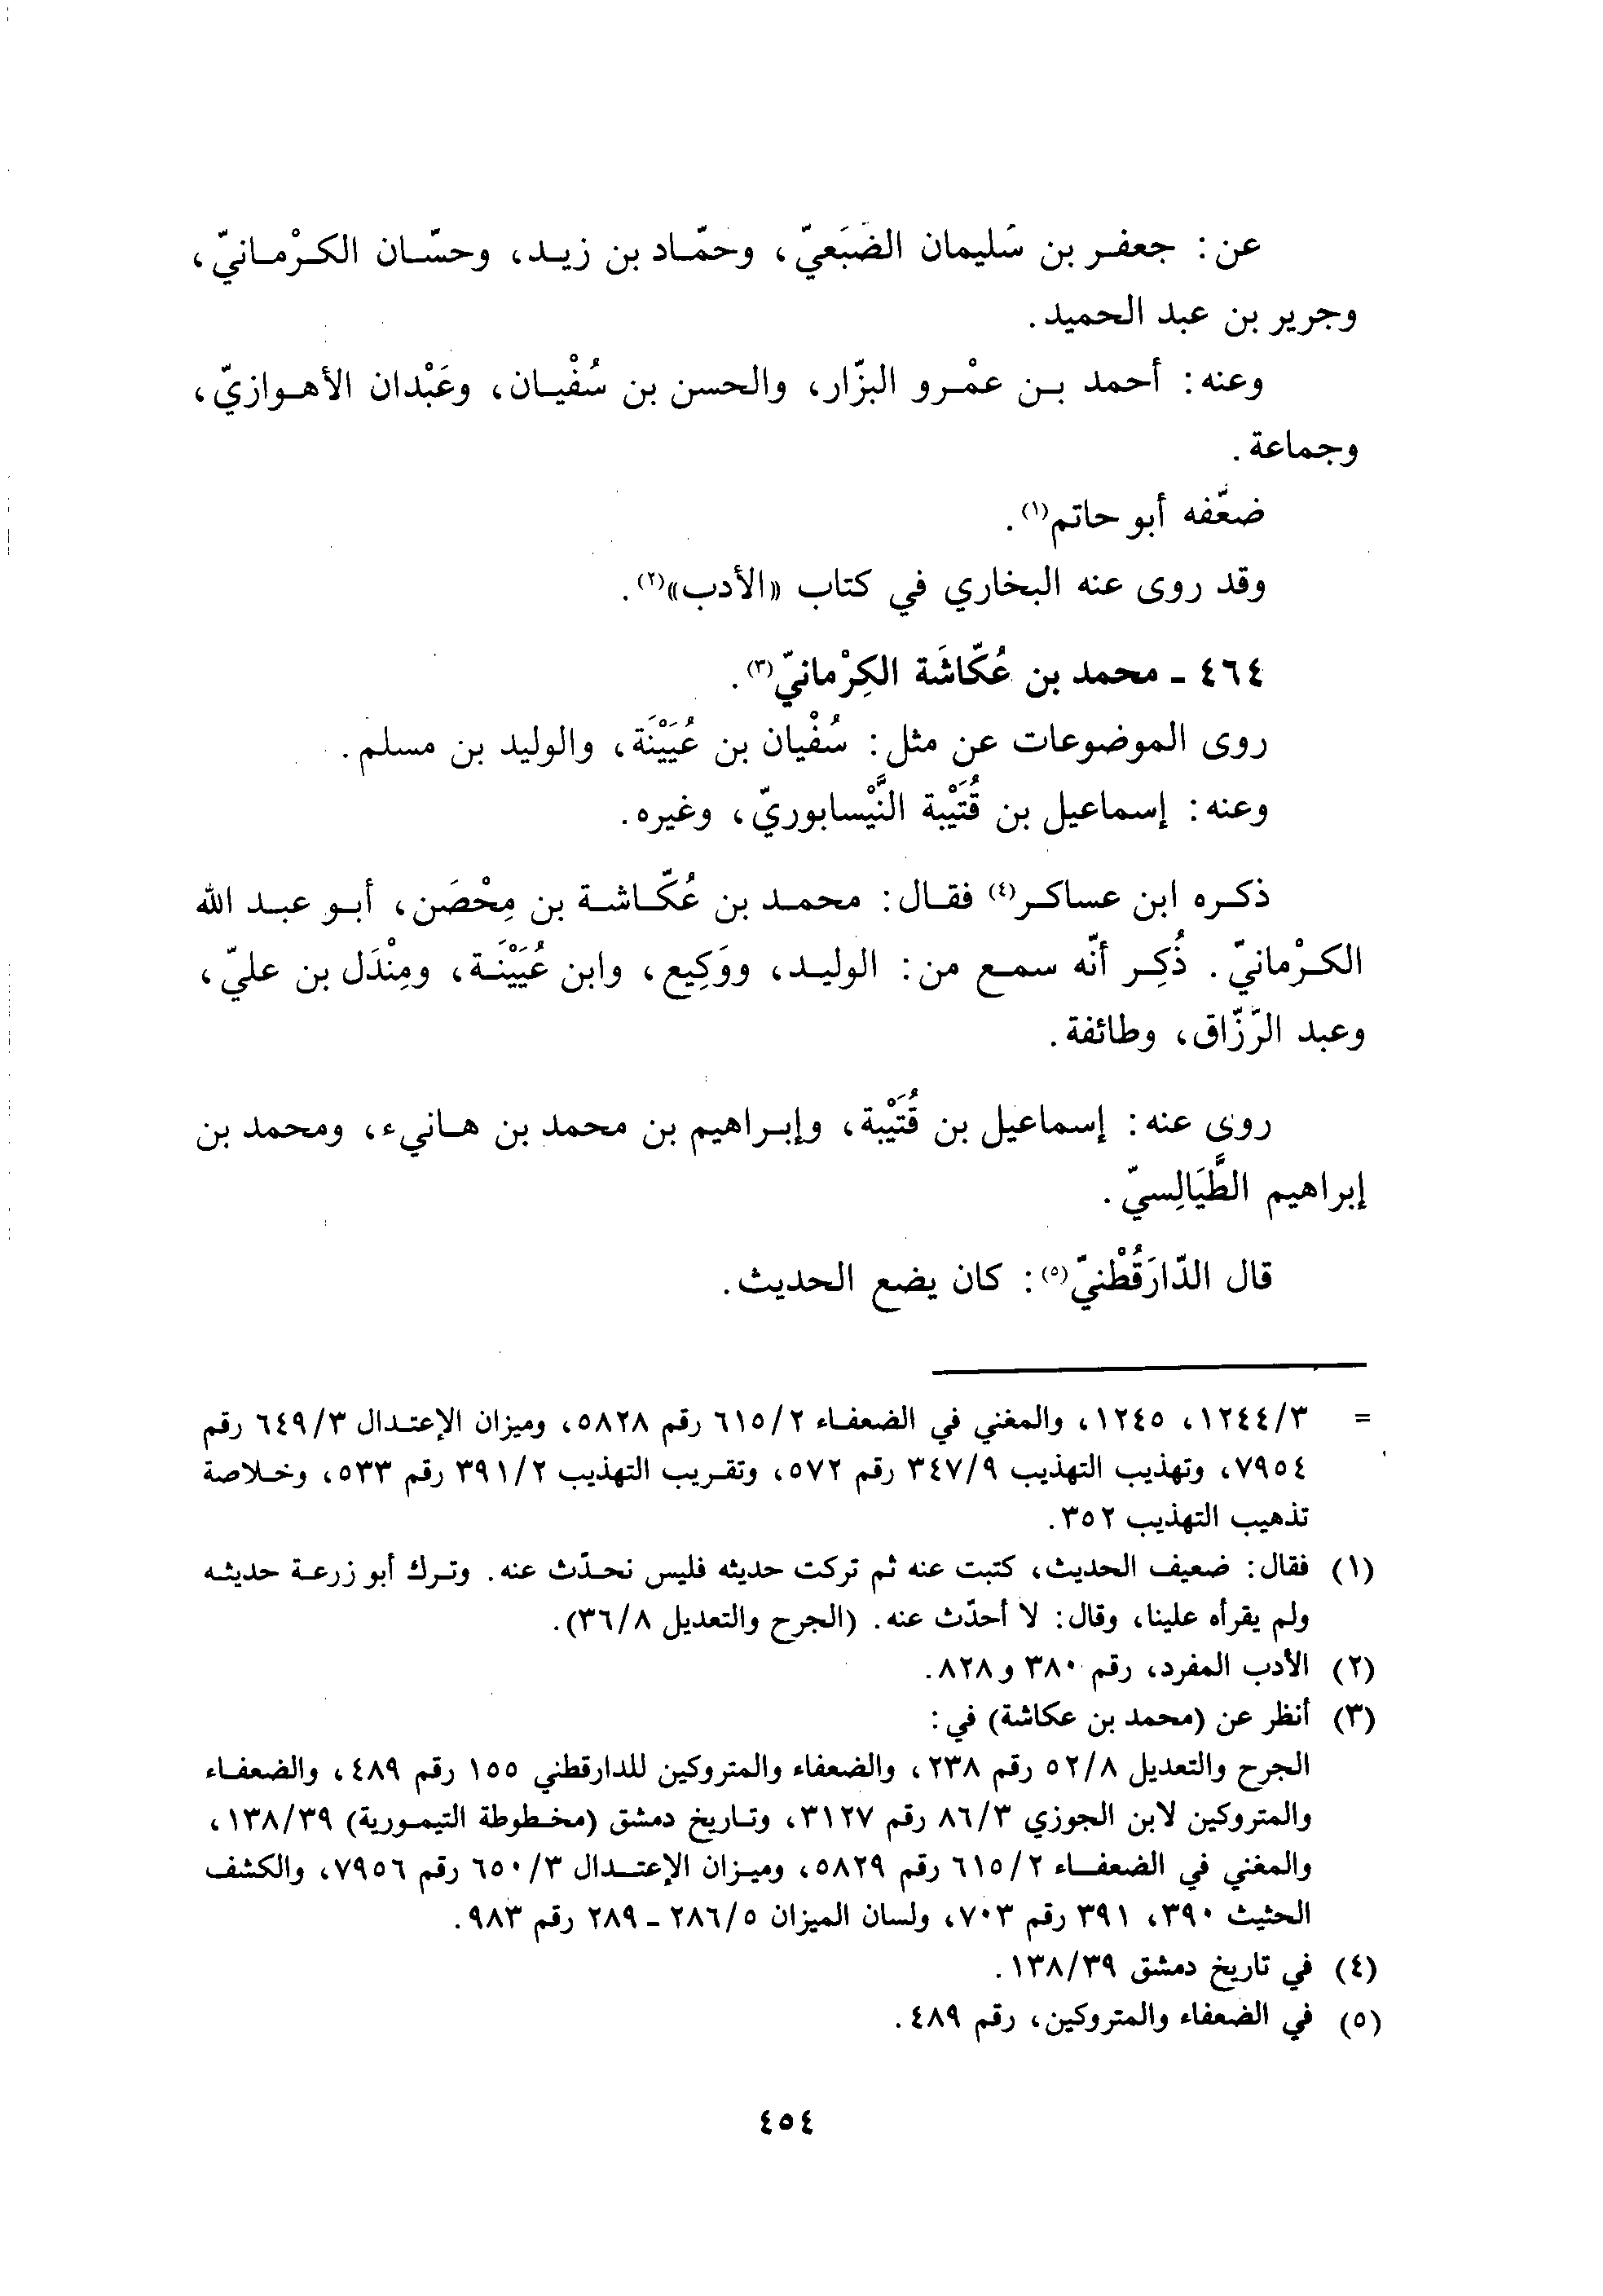 عن: جعفر بن سُليمان الضَبَعيّ، وحمّاد بن زيد، وحسّان الكرْمانيّ،
وجرير بن عبد الحميد.
وعنه: أحمد بن عمْرو البزّار، والحسن بن سُفْيان، وعَبْدان الأهوازيّ،
وجماعة.
ضعّفه أبو حاتم(١).
وقد روى عنه البخاري في كتاب «الأدب»(٢).
٤٦٤ ـ محمد بن عُكّاشَة الكِرْمانيّ(٣).
روى الموضوعات عن مثل: سُفْيان بن عُيَيْنَة، والوليد بن مسلم.
وعنه: إسماعيل بن قُتَيْبة النَّيْسابوريّ، وغيره.
ذكره ابن عساكر(٤) فقال: محمد بن عُكّاشة بن مِحْصَن، أبو عبد الله
الكرْمانيّ. ذُكِر أنّه سمع من: الوليد، ووَكِيع، وابن عُيَيْنَة، ومِنْدَل بن عليّ،
وعبد الرّزّاق، وطائفة.
روى عنه: إسماعيل بن قُتَيْبة، وإبراهيم بن محمد بن هانيء، ومحمد بن
إبراهيم الطَّيَالِسيّ.
قال الدّارَقُطْنيّ(٥): كان يضع الحديث.
= ١٢٤٤/٣، ١٢٤٥، والمغني في الضعفاء ٦١٥/٢ رقم ٥٨٢٨، وميزان الإعتدال ٦٤٩/٣ رقم
٧٩٥٤، وتهذيب التهذيب ٣٤٧/٩ رقم ٥٧٢، وتقريب التهذيب ٣٩١/٢ رقم ٥٣٣، وخلاصة
تذهيب التهذيب ٣٥٢.
(١) فقال: ضعيف الحديث، كتبت عنه ثم تركت حديثه فليس نحدّث عنه. وترك أبو زرعة حديثه
ولم يقرأه علينا، وقال: لا أحدّث عنه. (الجرح والتعديل ٣٦/٨).
(٢) الأدب المفرد، رقم ٣٨٠ و٨٢٨.
(٣) أنظر عن (محمد بن عكاشة) في:
الجرح والتعديل ٥٢/٨ رقم ٢٣٨، والضعفاء والمتروكين للدارقطني ١٥٥ رقم ٤٨٩، والضعفاء
والمتروكين لابن الجوزي ٨٦/٣ رقم ٣١٢٧، وتاريخ دمشق (مخطوطة التيمورية) ١٣٨/٣٩،
والمغني في الضعفاء ٦١٥/٢ رقم ٥٨٢٩، وميزان الإعتدال ٦٥٠/٣ رقم ٧٩٥٦، والكشف
الحثيث ٣٩٠، ٣٩١ رقم ٧٠٣، ولسان الميزان ٢٨٦/٥ ـ ٢٨٩ رقم ٩٨٣.
(٤) في تاريخ دمشق ١٣٨/٣٩.
(٥) في الضعفاء والمتروكين، رقم ٤٨٩.
٤٥٤